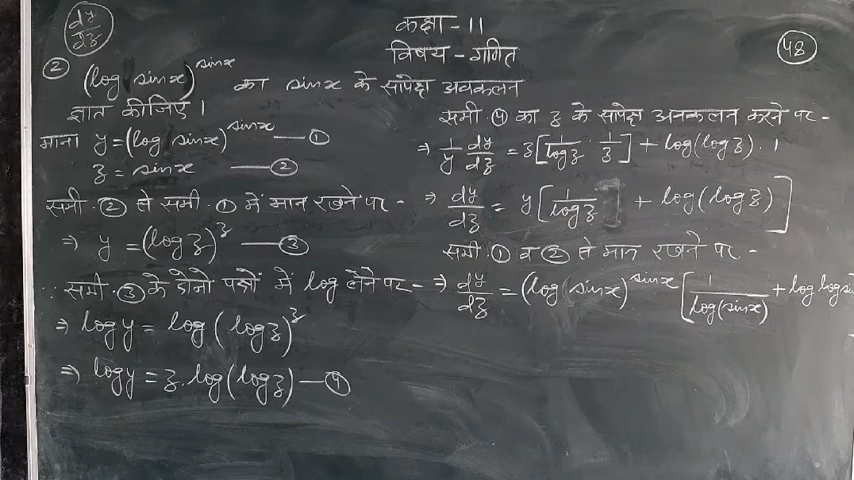 dy/dz
कक्षा - 11
विषय - गणित
48
② (log sinx)^sinx का sinx के सापेक्ष अवकलन
ज्ञात कीजिए।
माना y = (log sinx)^sinx — ①
z = sinx — ②
समी. ② से समी. ① में मान रखने पर -
⇒ y = (log z)^z — ③
∴ समी. ③ के दोनो पक्षों में log लेने पर -
⇒ log y = log (log z)^z
⇒ log y = z. log (log z) — ④
समी. ④ का z के सापेक्ष अवकलन करने पर -
⇒ 1/y dy/dz = z [1/log z · 1/z] + log(log z) . 1
⇒ dy/dz = y [1/log z + log (log z)]
समी. ① व ② से मान रखने पर -
⇒ dy/dz = (log sinx)^sinx [1/log(sinx) + log log